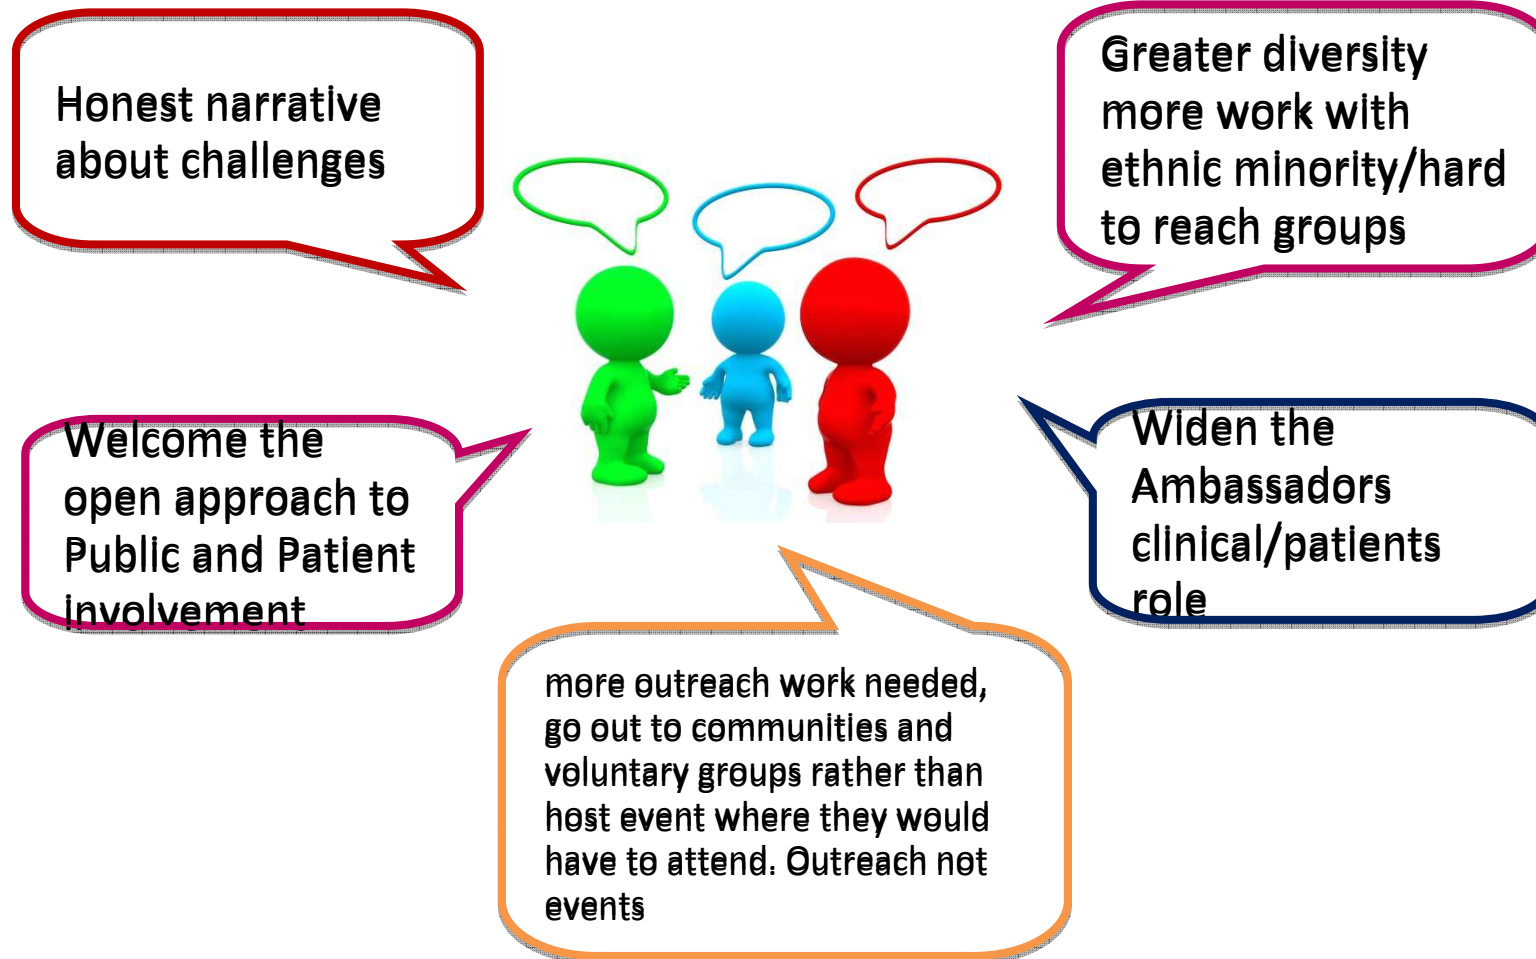 Honest narrative
about challenges
Greater diversity
more work with
ethnic minority/hard
to reach groups
Welcome the
open approach to
Public and Patient
involvement
Widen the
Ambassadors
clinical/patients
role
more outreach work needed,
go out to communities and
voluntary groups rather than
host event where they would
have to attend. Outreach not
events